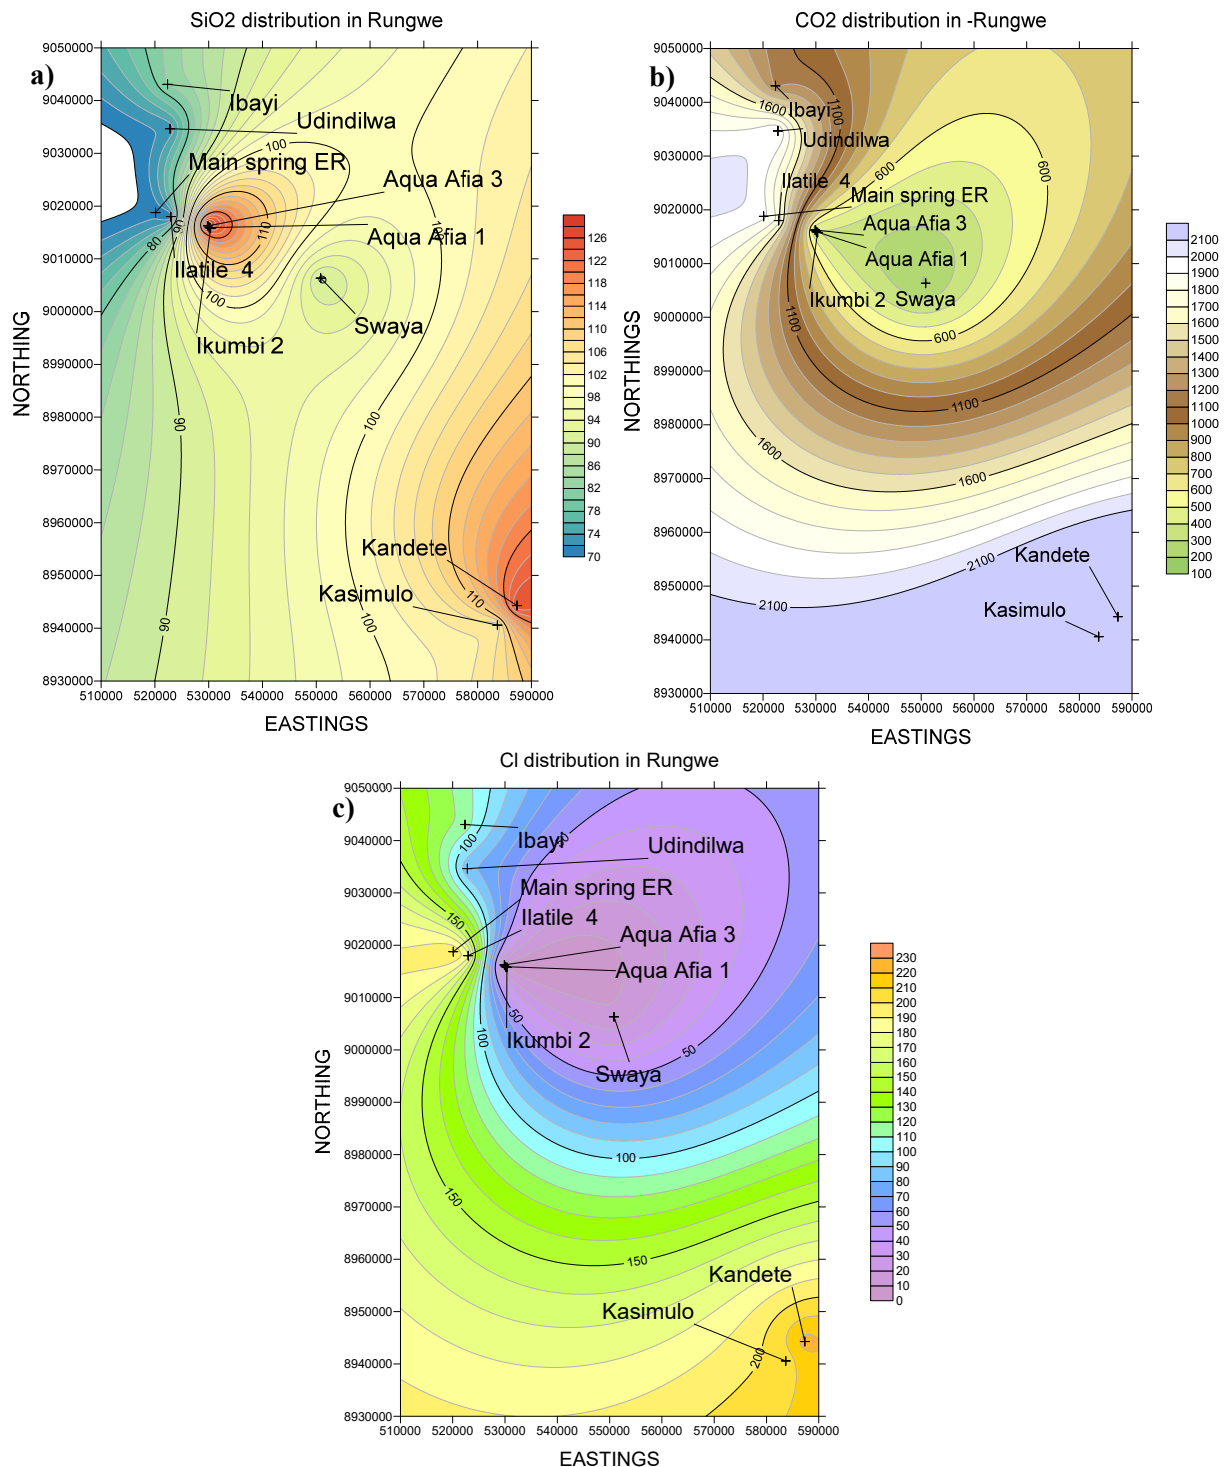 SiO2 distribution in Rungwe
a)
9050000
9040000
9030000
9020000
9010000
9000000
8990000
8980000
8970000
8960000
8950000
8940000
8930000
NORTHING
510000 520000 530000 540000 550000 560000 570000 580000 590000
EASTINGS
Ibayi
Udindilwa
Main spring ER
Aqua Afia 3
Aqua Afia 1
Ilatile 4
Ikumbi 2
Swaya
Kandete
Kasimulo
100
110
90
80
100
100
90
100
110
90
100
126
122
118
114
110
106
102
98
94
90
86
82
78
74
70
CO2 distribution in -Rungwe
b)
9050000
9040000
9030000
9020000
9010000
9000000
8990000
8980000
8970000
8960000
8950000
8940000
8930000
NORTHINGS
510000 520000 530000 540000 550000 560000 570000 580000 590000
EASTINGS
Ibayi
Udindilwa
Ilatile 4
Main spring ER
Aqua Afia 3
Aqua Afia 1
Ikumbi 2
Swaya
Kandete
Kasimulo
1600
1100
600
600
600
1100
1100
1600
1600
2100
2100
2100
2000
1900
1800
1700
1600
1500
1400
1300
1200
1100
1000
900
800
700
600
500
400
300
200
100
Cl distribution in Rungwe
c)
9050000
9040000
9030000
9020000
9010000
9000000
8990000
8980000
8970000
8960000
8950000
8940000
8930000
NORTHING
510000 520000 530000 540000 550000 560000 570000 580000 590000
EASTINGS
Ibayi
Udindilwa
Main spring ER
Ilatile 4
Aqua Afia 3
Aqua Afia 1
Ikumbi 2
Swaya
Kandete
Kasimulo
100
50
150
50
100
50
100
150
150
200
230
220
210
200
190
180
170
160
150
140
130
120
110
100
90
80
70
60
50
40
30
20
10
0